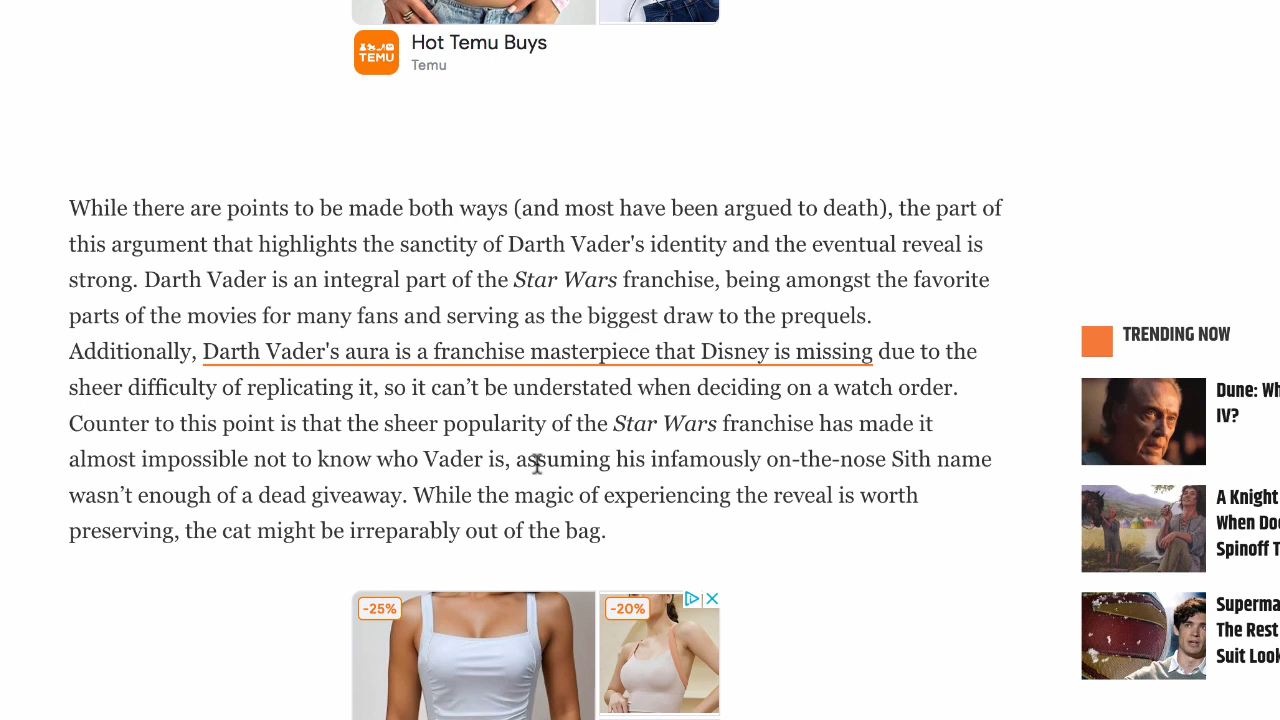 TEMU
Hot Temu Buys
Temu
While there are points to be made both ways (and most have been argued to death), the part of
this argument that highlights the sanctity of Darth Vader's identity and the eventual reveal is
strong. Darth Vader is an integral part of the Star Wars franchise, being amongst the favorite
parts of the movies for many fans and serving as the biggest draw to the prequels.
Additionally, Darth Vader's aura is a franchise masterpiece that Disney is missing due to the
sheer difficulty of replicating it, so it can’t be understated when deciding on a watch order.
Counter to this point is that the sheer popularity of the Star Wars franchise has made it
almost impossible not to know who Vader is, assuming his infamously on-the-nose Sith name
wasn’t enough of a dead giveaway. While the magic of experiencing the reveal is worth
preserving, the cat might be irreparably out of the bag.
-25%
-20%
TRENDING NOW
Dune: Wh
IV?
A Knight
When Doe
Spinoff T
Superma
The Rest
Suit Look